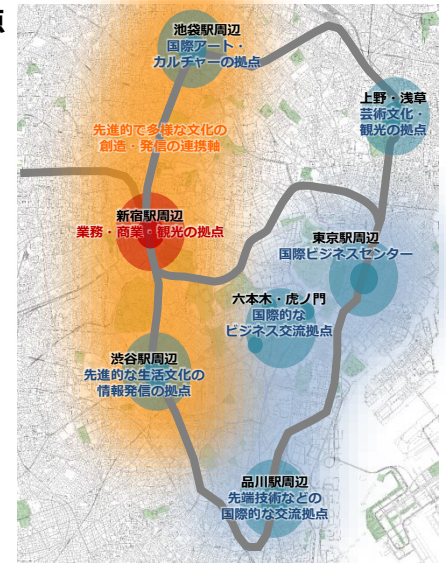 点
池袋駅周辺
国際アート・
カルチャーの拠点
上野・浅草
芸術文化・
観光の拠点
先進的で多様な文化の
創造・発信の連携軸
新宿駅周辺
業務・商業・観光の拠点
東京駅周辺
国際ビジネスセンター
六本木・虎ノ門
国際的な
ビジネス交流拠点
渋谷駅周辺
先進的な生活文化の
情報発信の拠点
品川駅周辺
先端技術などの
国際的な交流拠点